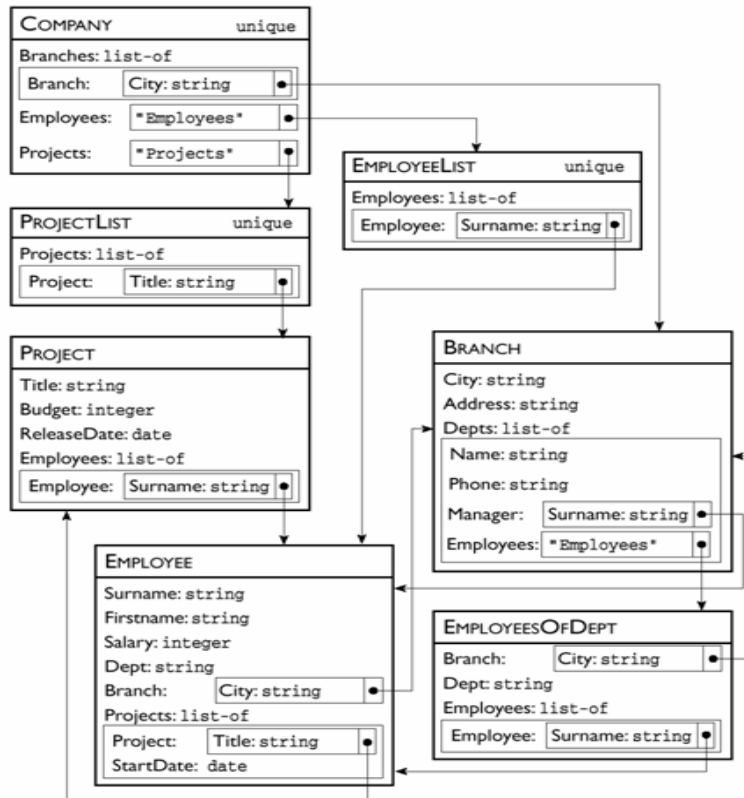 COMPANY unique
Branches: list-of
Branch: City: string
Employees: "Employees"
Projects: "Projects"
EMPLOYEELIST unique
Employees: list-of
Employee: Surname: string
PROJECTLIST unique
Projects: list-of
Project: Title: string
PROJECT
Title: string
Budget: integer
ReleaseDate: date
Employees: list-of
Employee: Surname: string
BRANCH
City: string
Address: string
Depts: list-of
Name: string
Phone: string
Manager: Surname: string
Employees: "Employees"
EMPLOYEE
Surname: string
Firstname: string
Salary: integer
Dept: string
Branch: City: string
Projects: list-of
Project: Title: string
StartDate: date
EMPLOYEESOFDEPT
Branch: City: string
Dept: string
Employees: list-of
Employee: Surname: string